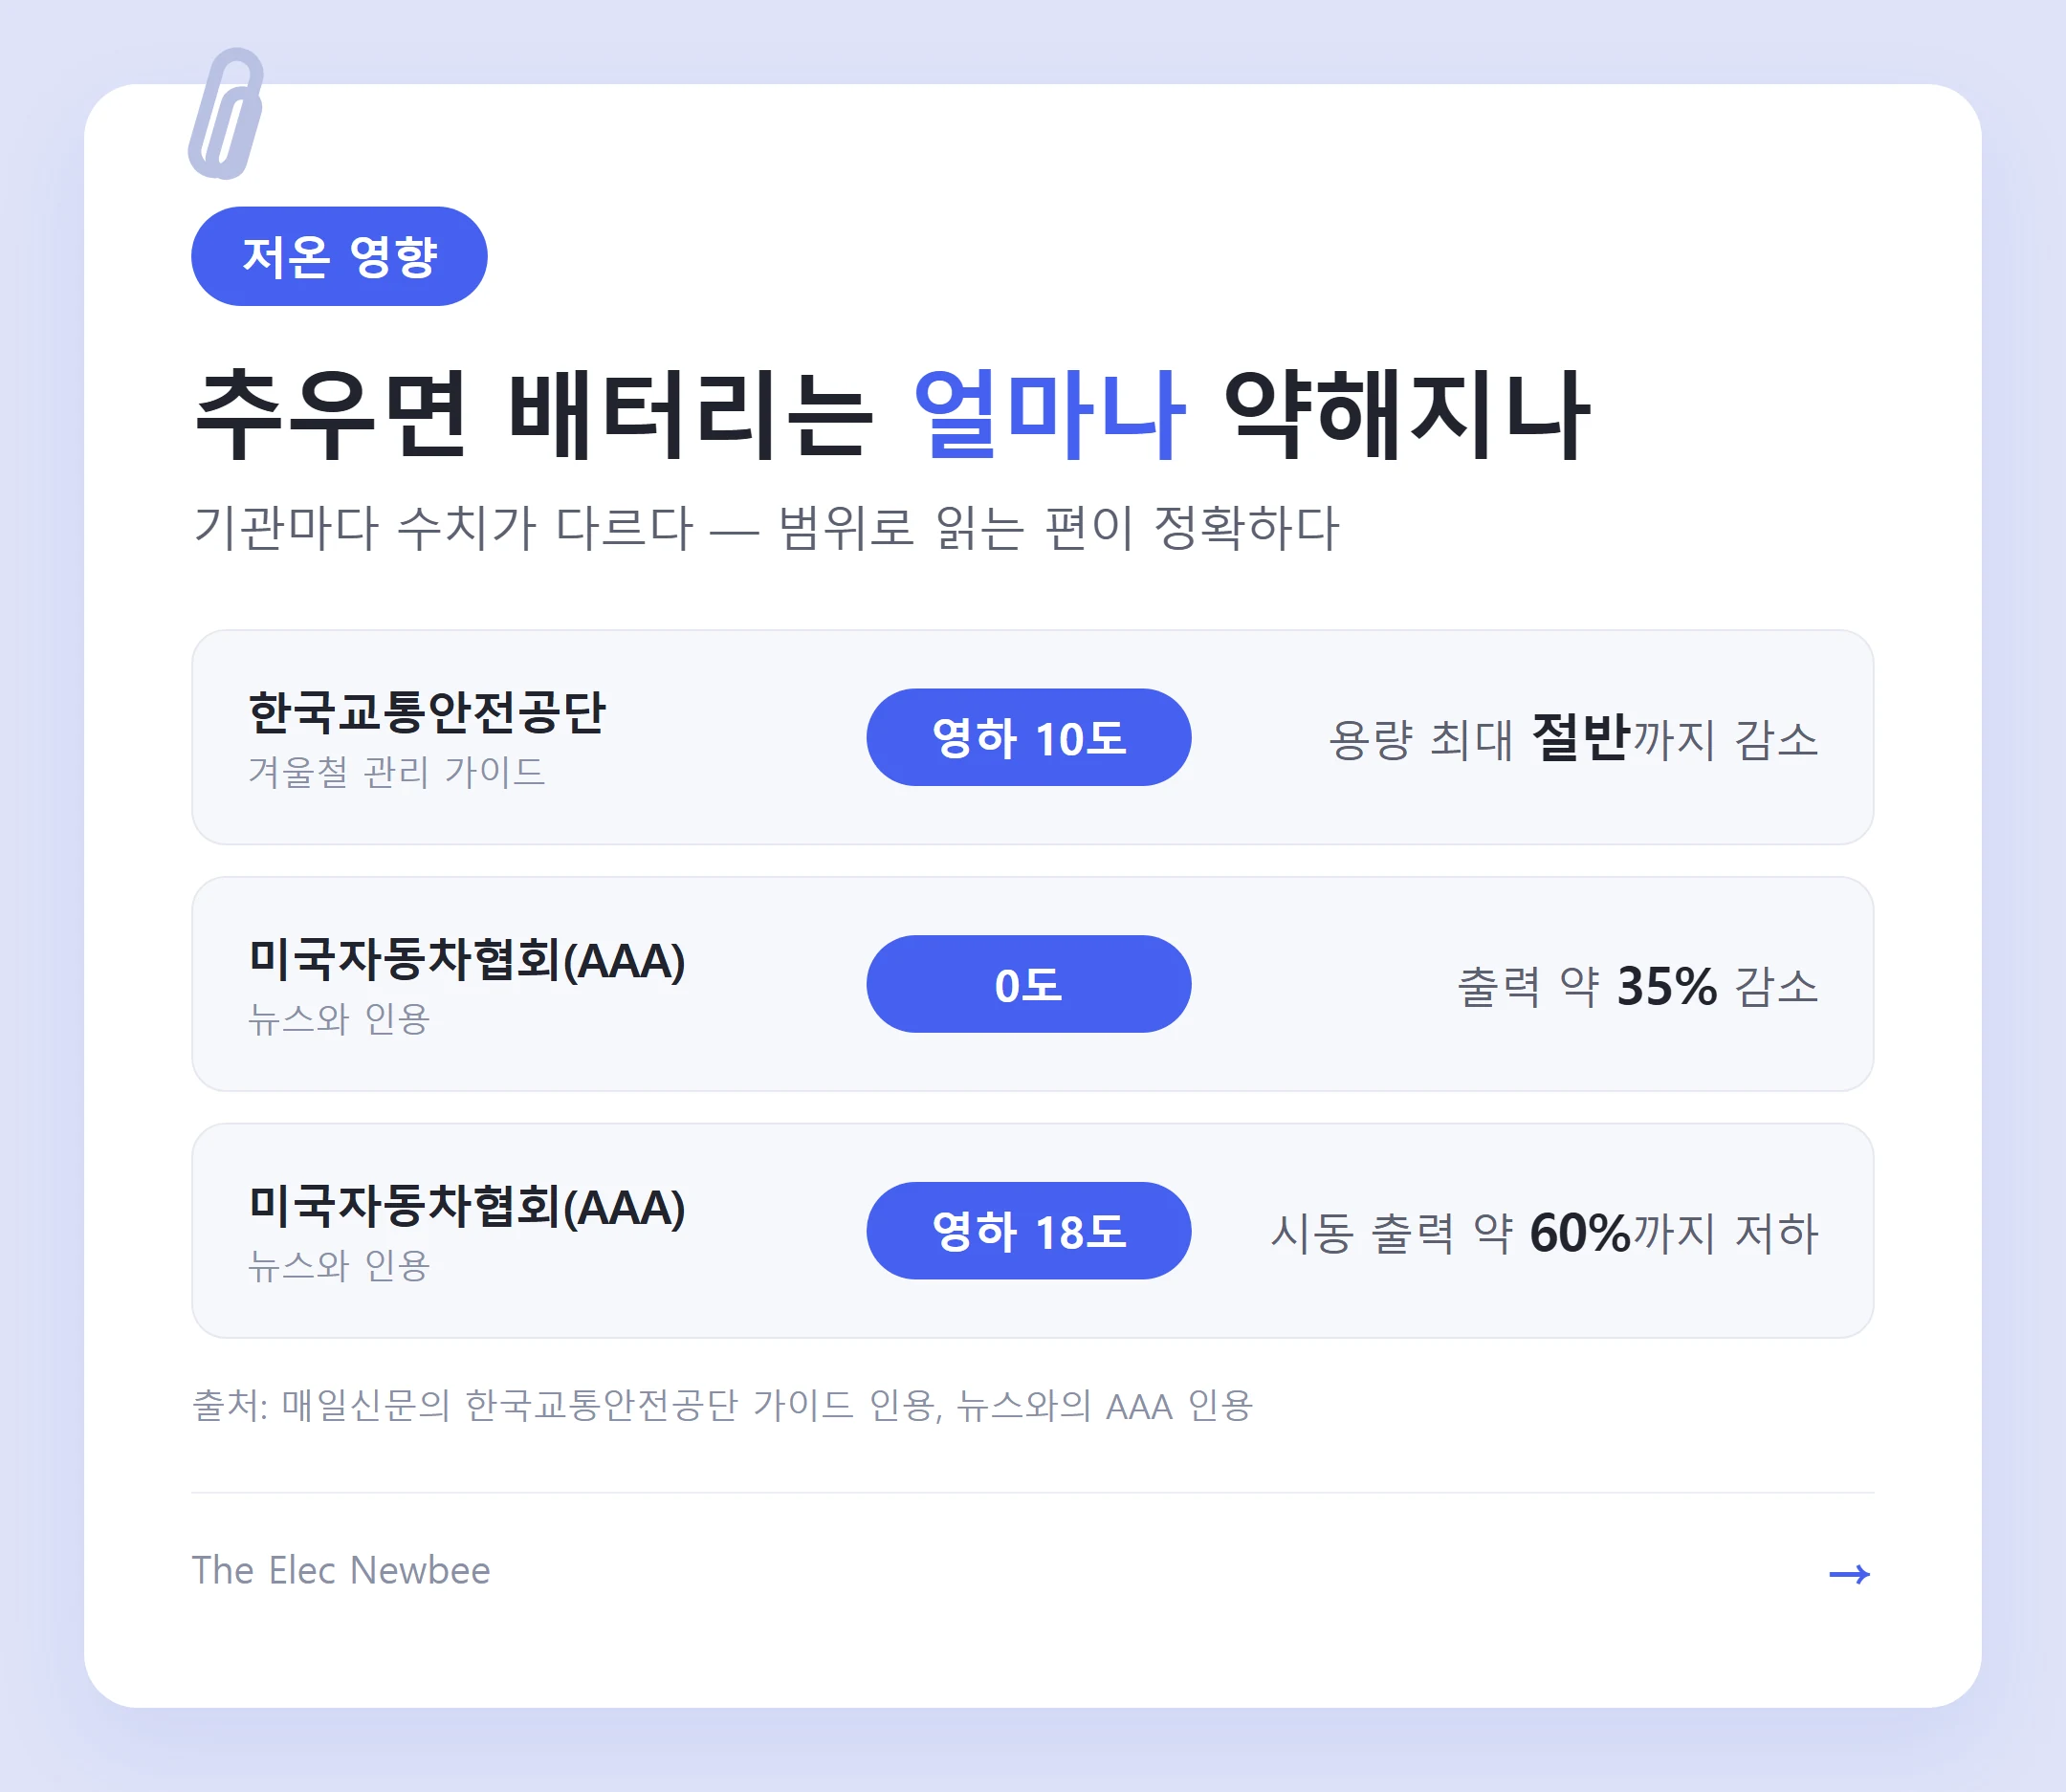 저온 영향
추우면 배터리는 얼마나 약해지나
기관마다 수치가 다르다 — 범위로 읽는 편이 정확하다
한국교통안전공단
겨울철 관리 가이드
영하 10도
용량 최대 절반까지 감소
미국자동차협회(AAA)
뉴스와 인용
0도
출력 약 35% 감소
미국자동차협회(AAA)
뉴스와 인용
영하 18도
시동 출력 약 60%까지 저하
출처: 매일신문의 한국교통안전공단 가이드 인용, 뉴스와의 AAA 인용
The Elec Newbee
→